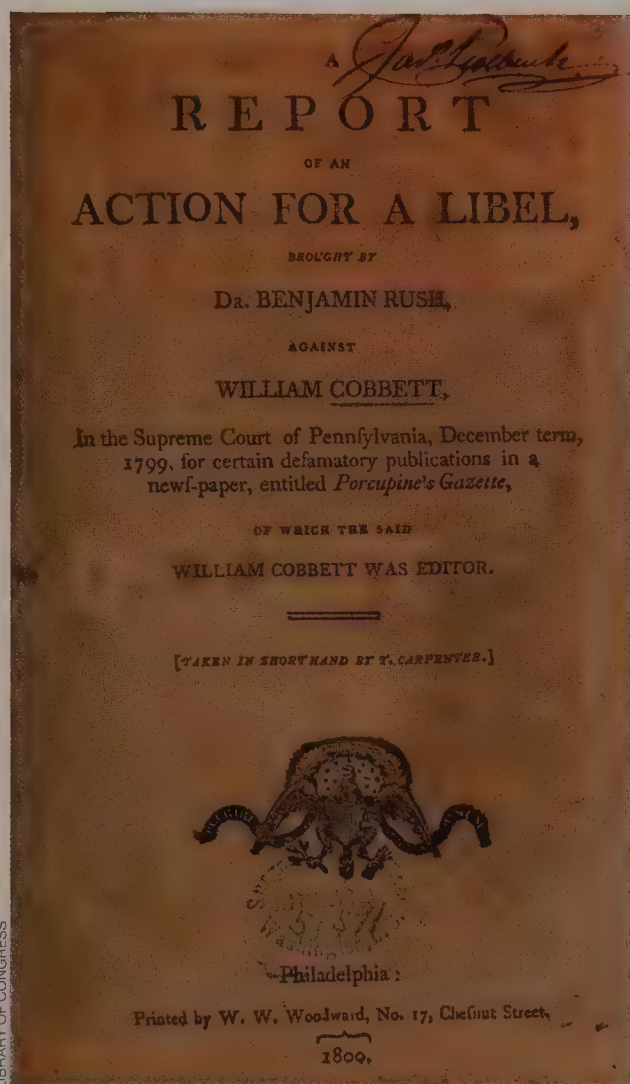 A
REPORT
OF AN
ACTION FOR A LIBEL,
BROUGHT BY
Dr. BENJAMIN RUSH,
AGAINST
WILLIAM COBBETT,
In the Supreme Court of Pennſylvania, December term,
1799, for certain defamatory publications in a
newſ-paper, entitled Porcupine's Gazette,
OF WHICH THE SAID
WILLIAM COBBETT WAS EDITOR.
[TAKEN IN SHORTHAND BY T. CARPENTER.]
Philadelphia:
Printed by W. W. Woodward, No. 17, Cheſnut Street,
1800.
LIBRARY OF CONGRESS